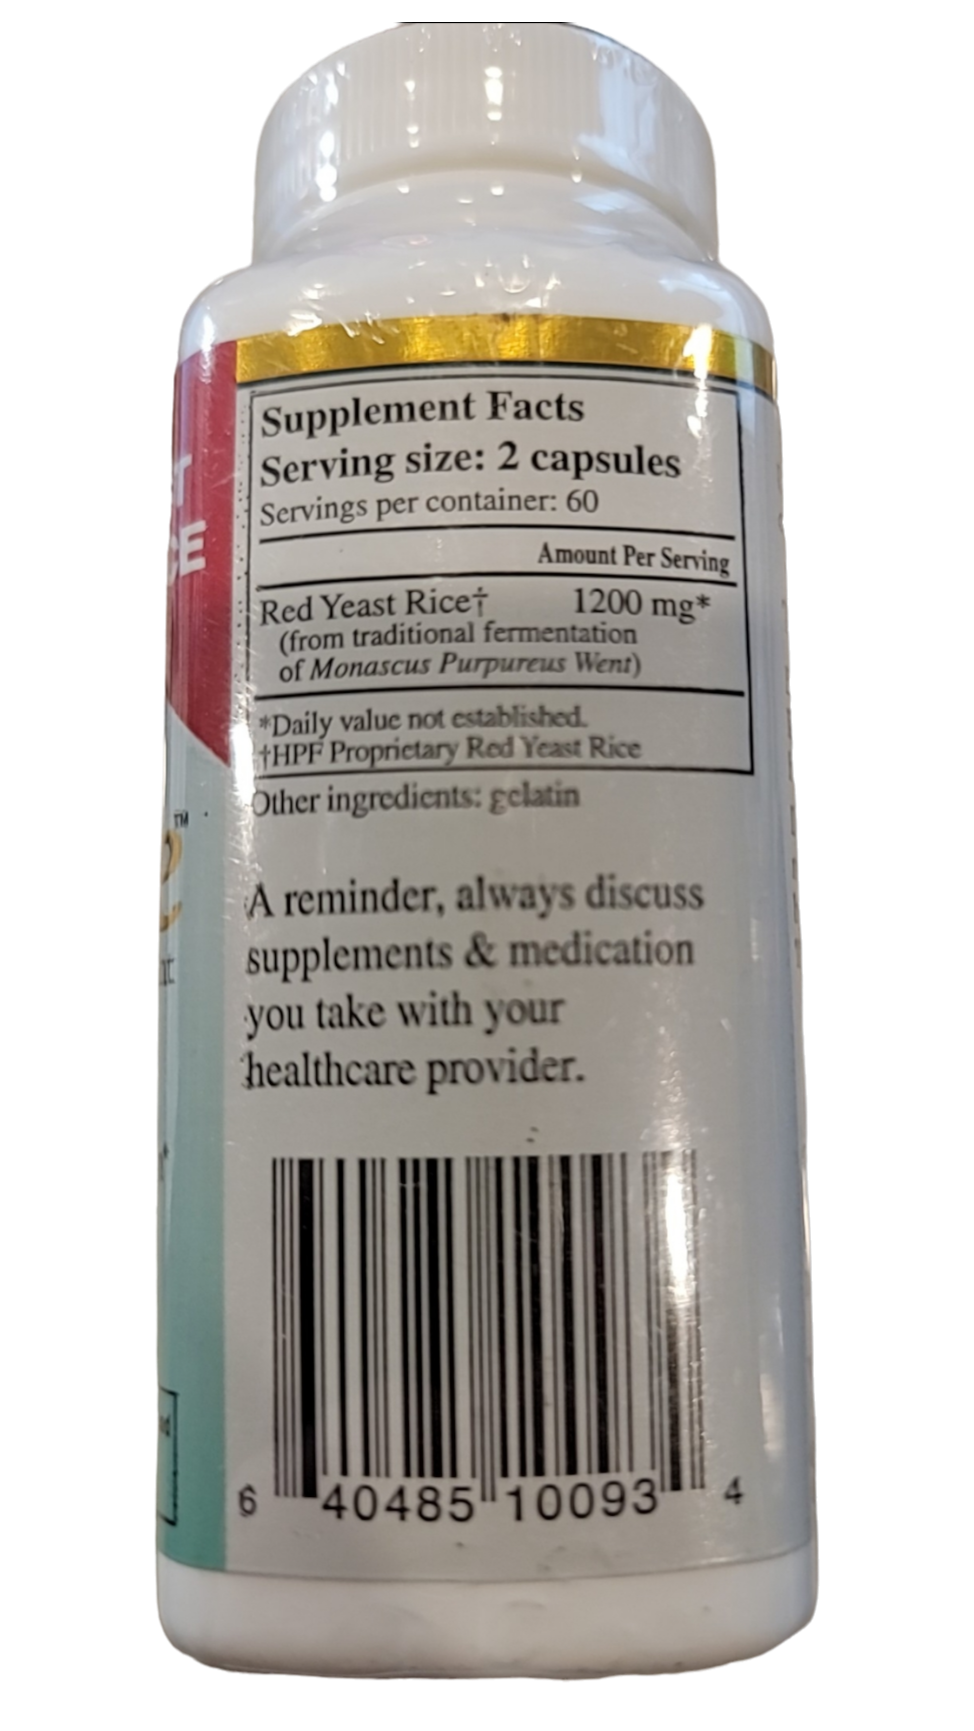 Supplement Facts
Serving size: 2 capsules
Servings per container: 60
Amount Per Serving
Red Yeast Rice† 1200 mg*
(from traditional fermentation
of Monascus Purpureus Went)
*Daily value not established.
†HPF Proprietary Red Yeast Rice
Other ingredients: gelatin
A reminder, always discuss
supplements & medication
you take with your
healthcare provider.
6 40485 10093 4
TM